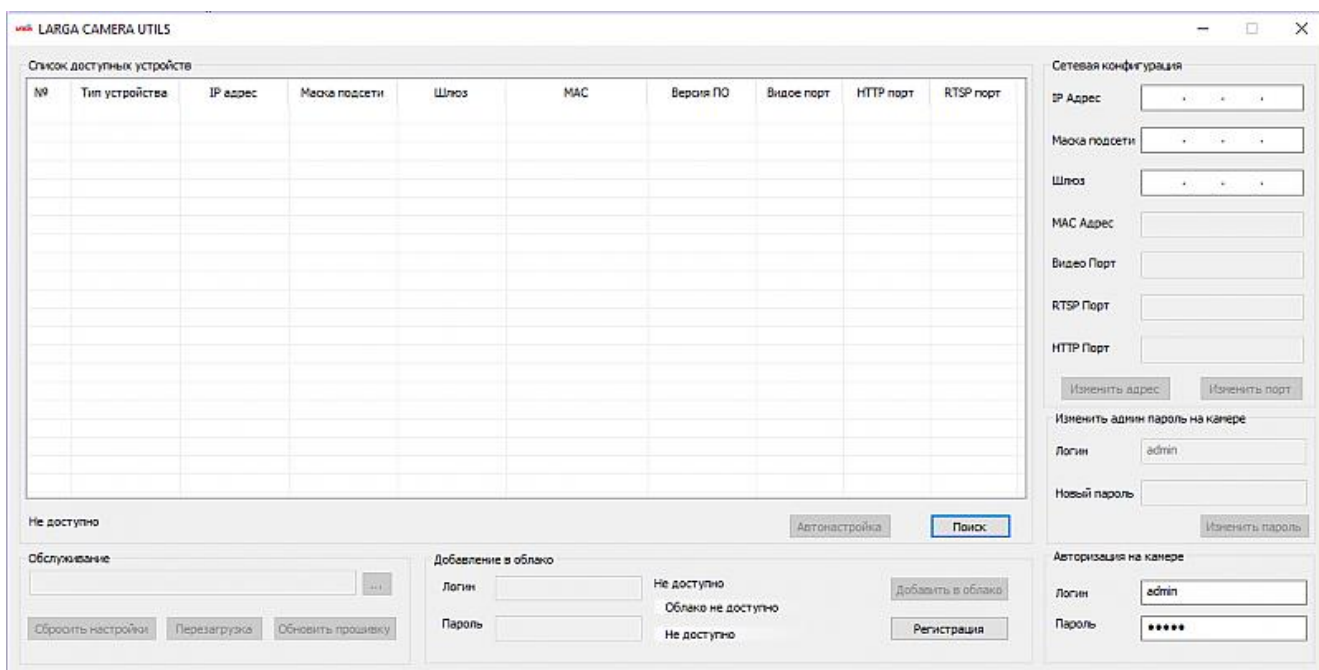 LARGA CAMERA UTILS
Список доступных устройств
№ Тип устройства IP адрес Маска подсети Шлюз MAC Версия ПО Видое порт HTTP порт RTSP порт
Не доступно
Автонастройка Поиск
Сетевая конфигурация
IP Адрес
Маска подсети
Шлюз
MAC Адрес
Видео Порт
RTSP Порт
HTTP Порт
Изменить адрес Изменить порт
Изменить админ пароль на камере
Логин admin
Новый пароль
Изменить пароль
Обслуживание
...
Сбросить настройки Перезагрузка Обновить прошивку
Добавление в облако
Логин Не доступно Добавить в облако
Облако не доступно
Пароль Не доступно Регистрация
Авторизация на камере
Логин admin
Пароль •••••